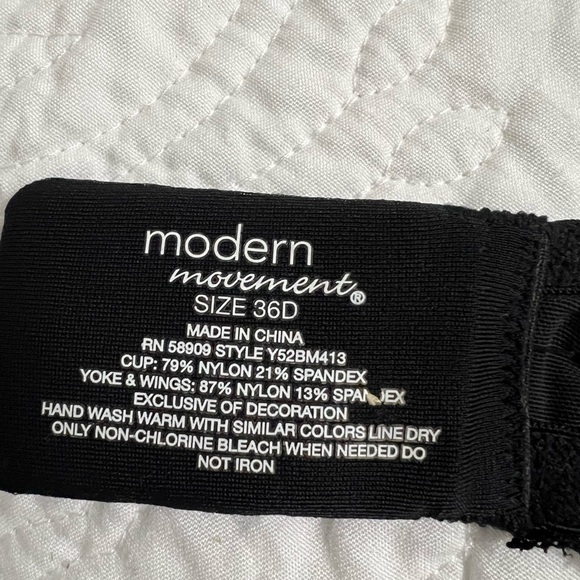 modern
movement®
SIZE 36D
MADE IN CHINA
RN 58909 STYLE Y52BM413
CUP: 79% NYLON 21% SPANDEX
YOKE & WINGS: 87% NYLON 13% SPANDEX
EXCLUSIVE OF DECORATION
HAND WASH WARM WITH SIMILAR COLORS LINE DRY
ONLY NON-CHLORINE BLEACH WHEN NEEDED DO
NOT IRON